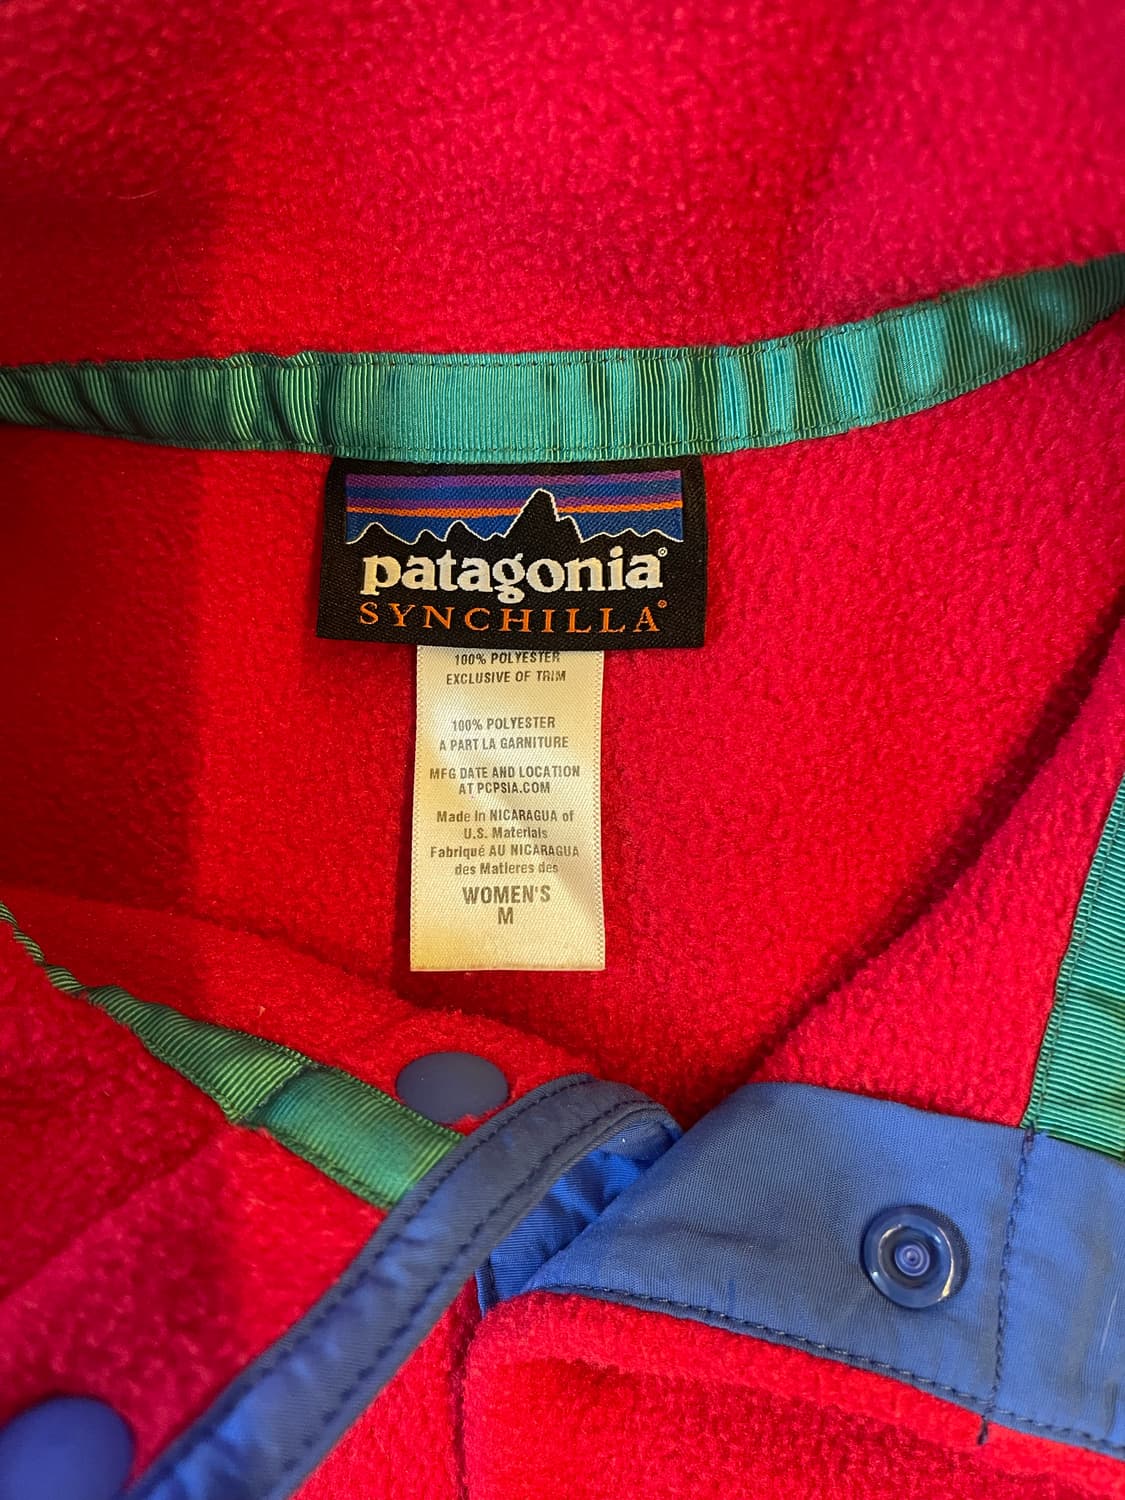 patagonia®
SYNCHILLA®
100% POLYESTER
EXCLUSIVE OF TRIM
100% POLYESTER
A PART LA GARNITURE
MFG DATE AND LOCATION
AT PCPSIA.COM
Made in NICARAGUA of
U.S. Materials
Fabriqué AU NICARAGUA
des Matieres des
WOMEN'S
M